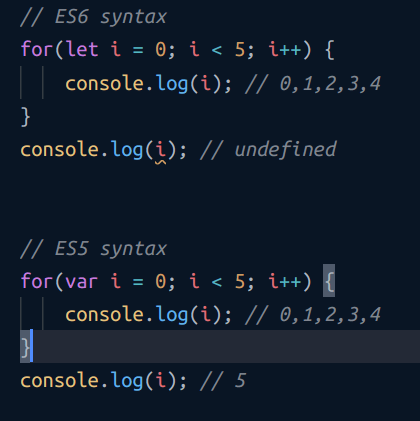 // ES6 syntax
for(let i = 0; i < 5; i++) {
console.log(i); // 0,1,2,3,4
}
console.log(i); // undefined
// ES5 syntax
for(var i = 0; i < 5; i++) {
console.log(i); // 0,1,2,3,4
}
console.log(i); // 5